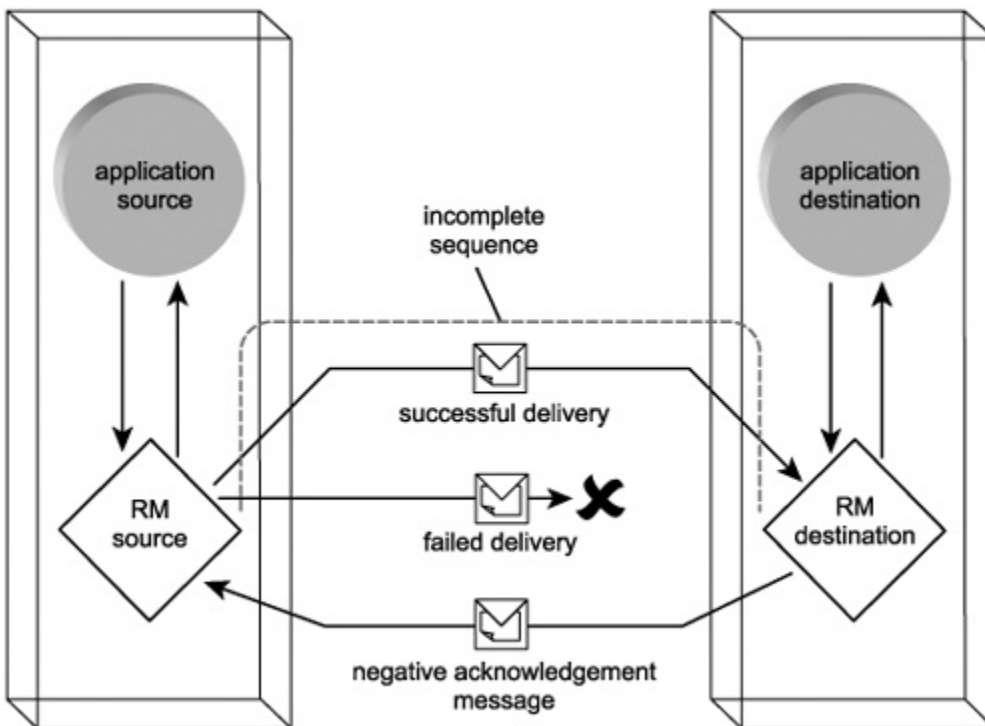 application
source
application
destination
incomplete
sequence
successful delivery
RM
source
failed delivery
RM
destination
negative acknowledgement
message